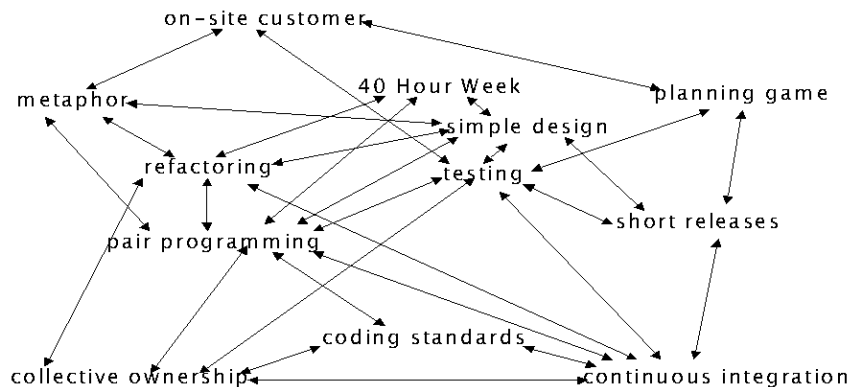 on-site customer
40 Hour Week
planning game
metaphor
simple design
refactoring
testing
short releases
pair programming
coding standards
collective ownership
continuous integration